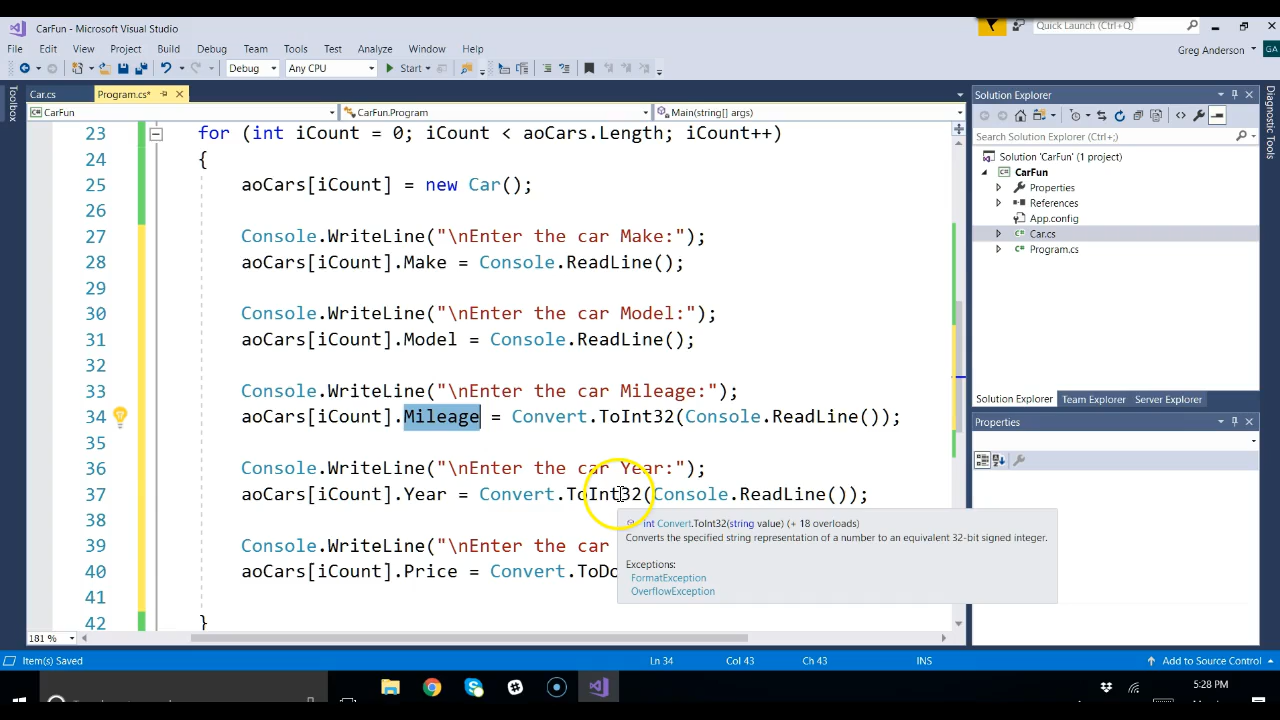 CarFun - Microsoft Visual Studio
Quick Launch (Ctrl+Q)
File Edit View Project Build Debug Team Tools Test Analyze Window Help
Greg Anderson
GA
Debug
Any CPU
Start
Toolbox
Car.cs
Program.cs*
CarFun
CarFun.Program
Main(string[] args)
23 for (int iCount = 0; iCount < aoCars.Length; iCount++)
24 {
25 aoCars[iCount] = new Car();
26
27 Console.WriteLine("\nEnter the car Make:");
28 aoCars[iCount].Make = Console.ReadLine();
29
30 Console.WriteLine("\nEnter the car Model:");
31 aoCars[iCount].Model = Console.ReadLine();
32
33 Console.WriteLine("\nEnter the car Mileage:");
34 aoCars[iCount].Mileage = Convert.ToInt32(Console.ReadLine());
35
36 Console.WriteLine("\nEnter the car Year:");
37 aoCars[iCount].Year = Convert.ToInt32(Console.ReadLine());
38
39 Console.WriteLine("\nEnter the car
40 aoCars[iCount].Price = Convert.ToDo
41
42 }
int Convert.ToInt32(string value) (+ 18 overloads)
Converts the specified string representation of a number to an equivalent 32-bit signed integer.
Exceptions:
FormatException
OverflowException
181 %
Solution Explorer
Search Solution Explorer (Ctrl+;)
Solution 'CarFun' (1 project)
CarFun
Properties
References
App.config
Car.cs
Program.cs
Solution Explorer Team Explorer Server Explorer
Properties
Diagnostic Tools
Item(s) Saved
Ln 34
Col 43
Ch 43
INS
Add to Source Control
5:28 PM